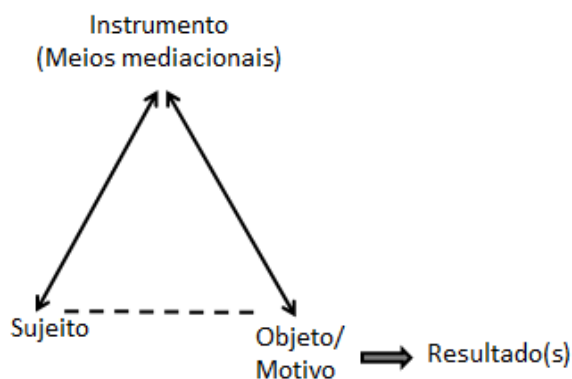 Instrumento
(Meios mediacionais)
Sujeito
Objeto/
Motivo
Resultado(s)